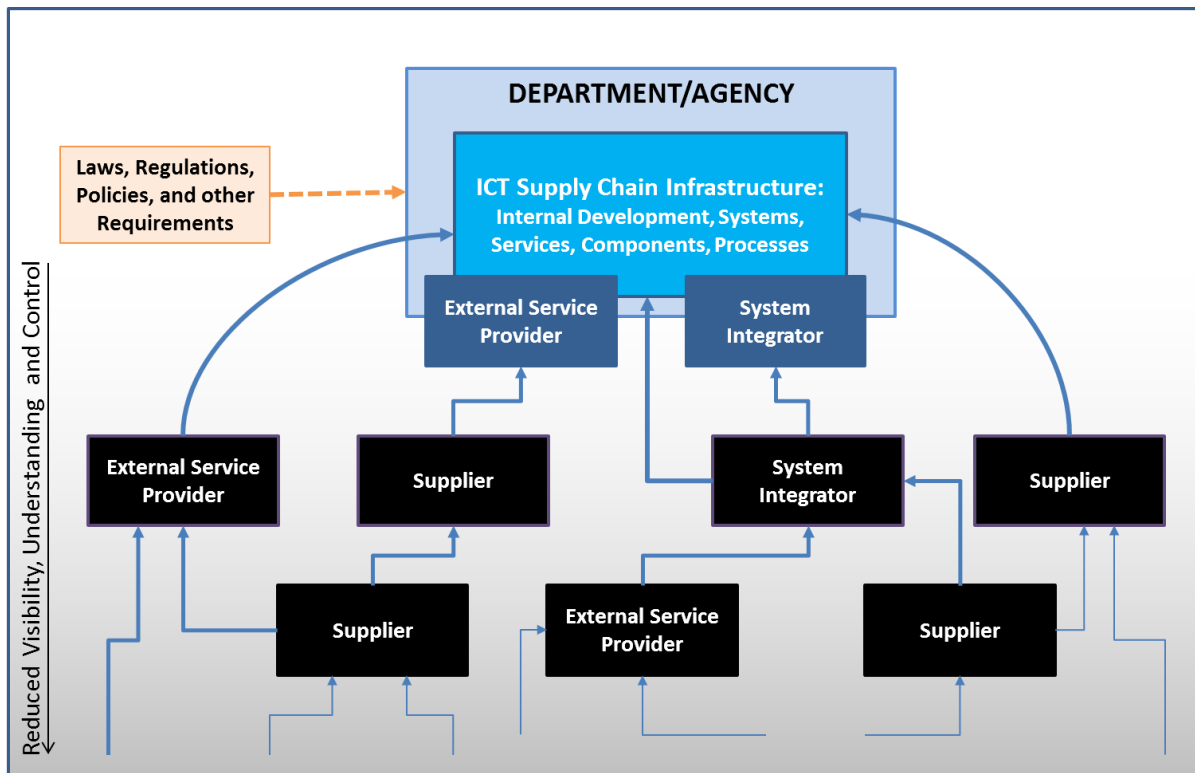 DEPARTMENT/AGENCY
Laws, Regulations,
Policies, and other
Requirements
ICT Supply Chain Infrastructure:
Internal Development, Systems,
Services, Components, Processes
External Service
Provider
System
Integrator
Reduced Visibility, Understanding and Control
External Service
Provider
Supplier
System
Integrator
Supplier
Supplier
External Service
Provider
Supplier